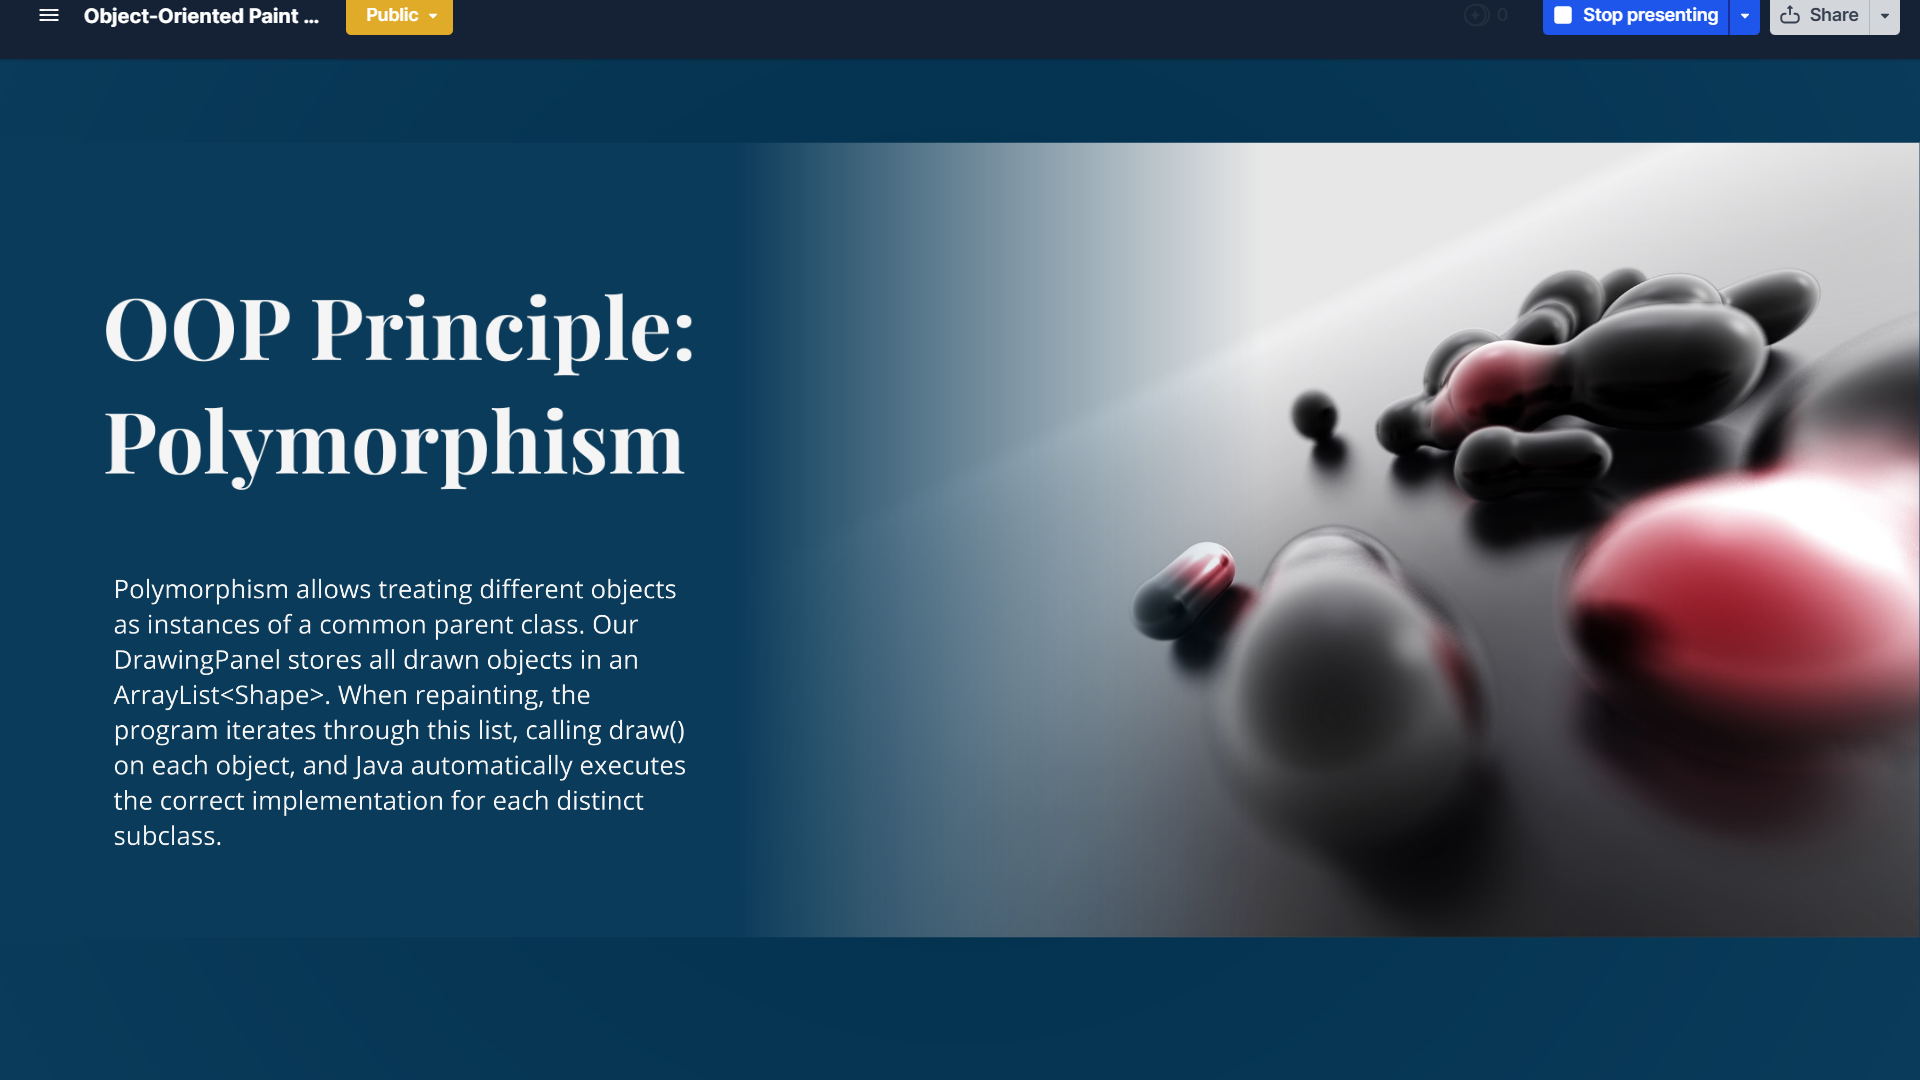 Object-Oriented Paint ...
Public
0
Stop presenting
Share
OOP Principle:
Polymorphism
Polymorphism allows treating different objects
as instances of a common parent class. Our
DrawingPanel stores all drawn objects in an
ArrayList<Shape>. When repainting, the
program iterates through this list, calling draw()
on each object, and Java automatically executes
the correct implementation for each distinct
subclass.